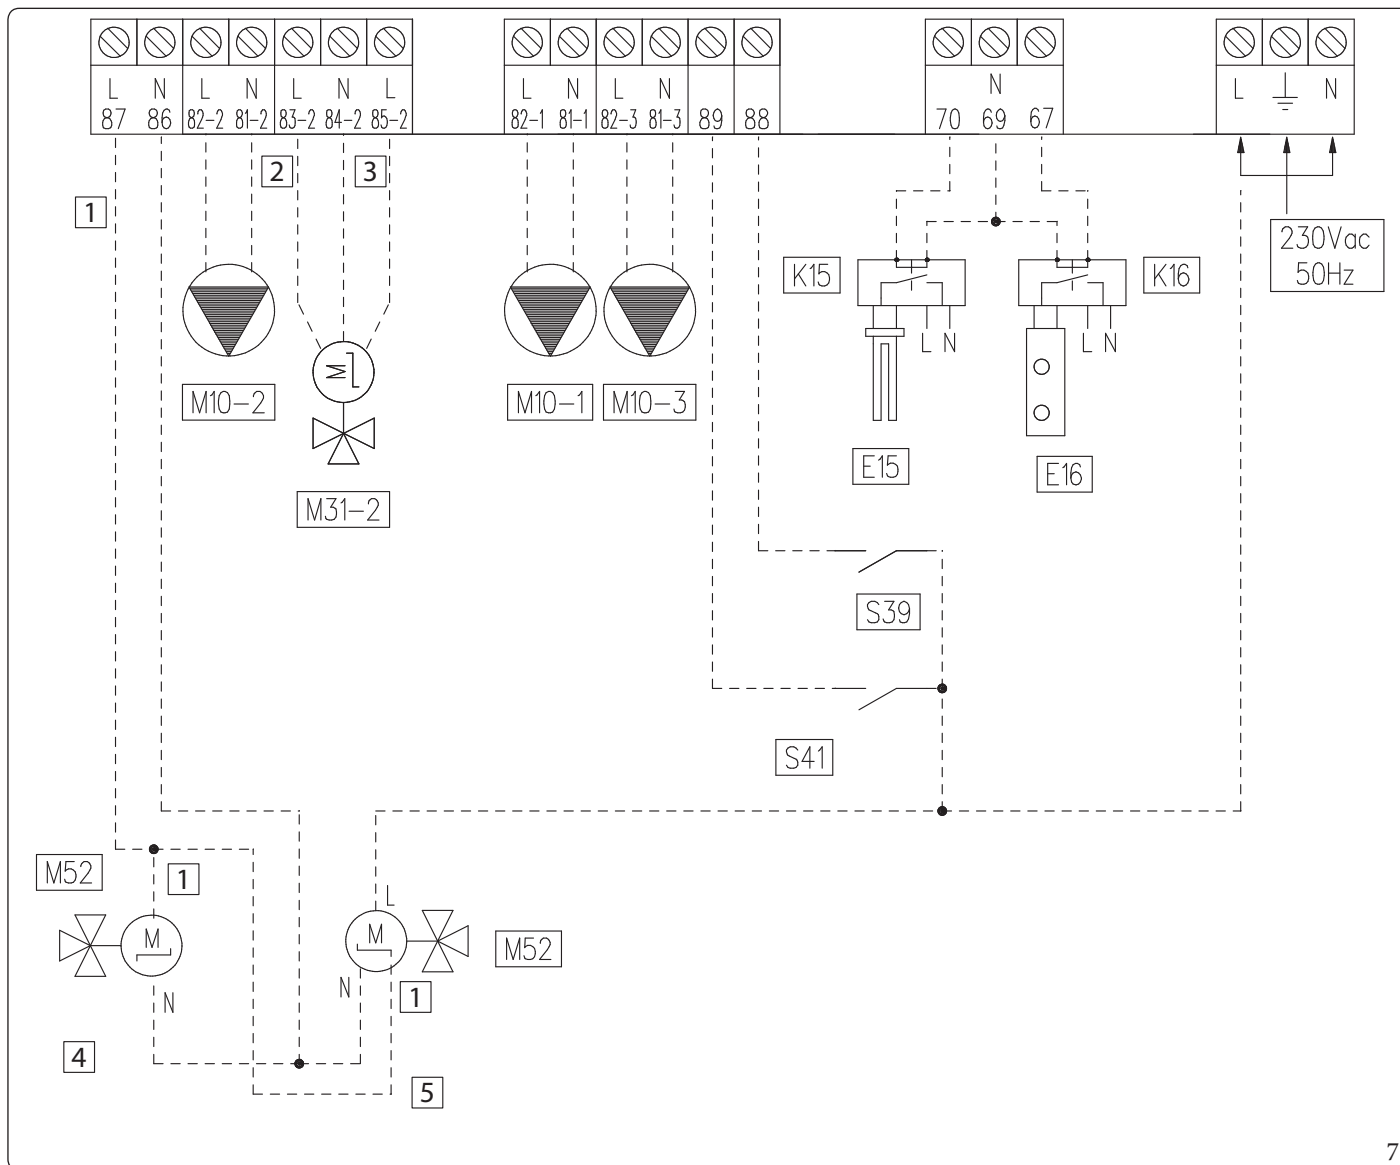 L N L N L N L
87 86 82-2 81-2 83-2 84-2 85-2
L N L N
82-1 81-1 82-3 81-3 89 88
N
70 69 67
L N
2 3
1
230Vac
50Hz
K15
K16
L N
L N
M
M10-2
M10-1
M10-3
E15
E16
M31-2
S39
S41
M52
1
L
M
M
M52
N
N
1
4
5
7